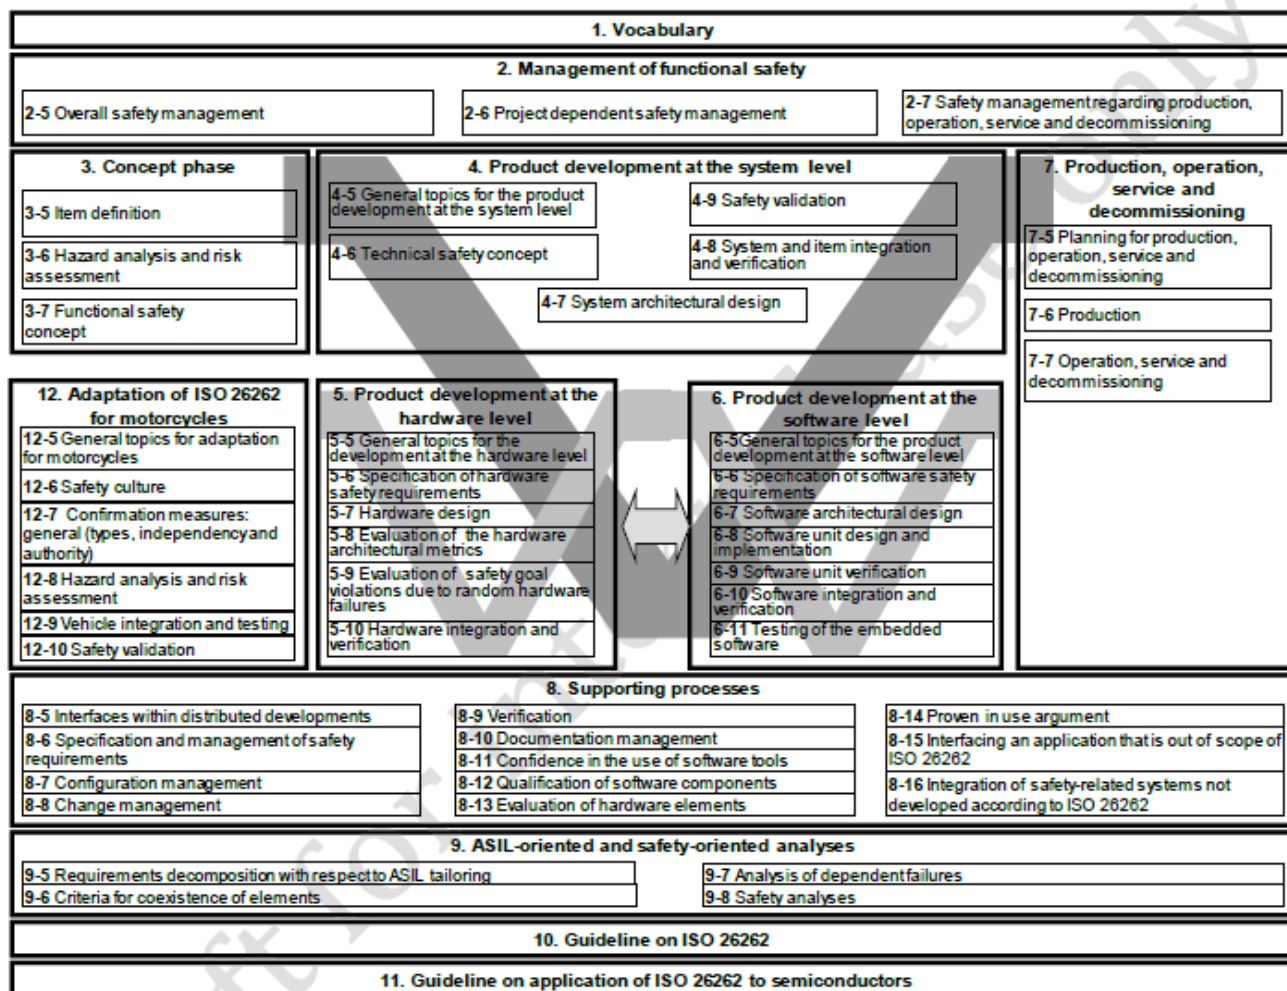 1. Vocabulary
2. Management of functional safety
2-5 Overall safety management
2-6 Project dependent safety management
2-7 Safety management regarding production,
operation, service and decommissioning
3. Concept phase
3-5 Item definition
3-6 Hazard analysis and risk
assessment
3-7 Functional safety
concept
4. Product development at the system level
4-5 General topics for the product
development at the system level
4-6 Technical safety concept
4-7 System architectural design
4-9 Safety validation
4-8 System and item integration
and verification
7. Production, operation,
service and
decommissioning
7-5 Planning for production,
operation, service and
decommissioning
7-6 Production
7-7 Operation, service and
decommissioning
12. Adaptation of ISO 26262
for motorcycles
12-5 General topics for adaptation
for motorcycles
12-6 Safety culture
12-7 Confirmation measures:
general (types, independency and
authority)
12-8 Hazard analysis and risk
assessment
12-9 Vehicle integration and testing
12-10 Safety validation
5. Product development at the
hardware level
5-5 General topics for the
development at the hardware level
5-6 Specification of hardware
safety requirements
5-7 Hardware design
5-8 Evaluation of the hardware
architectural metrics
5-9 Evaluation of safety goal
violations due to random hardware
failures
5-10 Hardware integration and
verification
6. Product development at the
software level
6-5General topics for the product
development at the software level
6-6 Specification of software safety
requirements
6-7 Software architectural design
6-8 Software unit design and
implementation
6-9 Software unit verification
6-10 Software integration and
verification
6-11 Testing of the embedded
software
8. Supporting processes
8-5 Interfaces within distributed developments
8-6 Specification and management of safety
requirements
8-7 Configuration management
8-8 Change management
8-9 Verification
8-10 Documentation management
8-11 Confidence in the use of software tools
8-12 Qualification of software components
8-13 Evaluation of hardware elements
8-14 Proven in use argument
8-15 Interfacing an application that is out of scope of
ISO 26262
8-16 Integration of safety-related systems not
developed according to ISO 26262
9. ASIL-oriented and safety-oriented analyses
9-5 Requirements decomposition with respect to ASIL tailoring
9-6 Criteria for coexistence of elements
9-7 Analysis of dependent failures
9-8 Safety analyses
10. Guideline on ISO 26262
11. Guideline on application of ISO 26262 to semiconductors